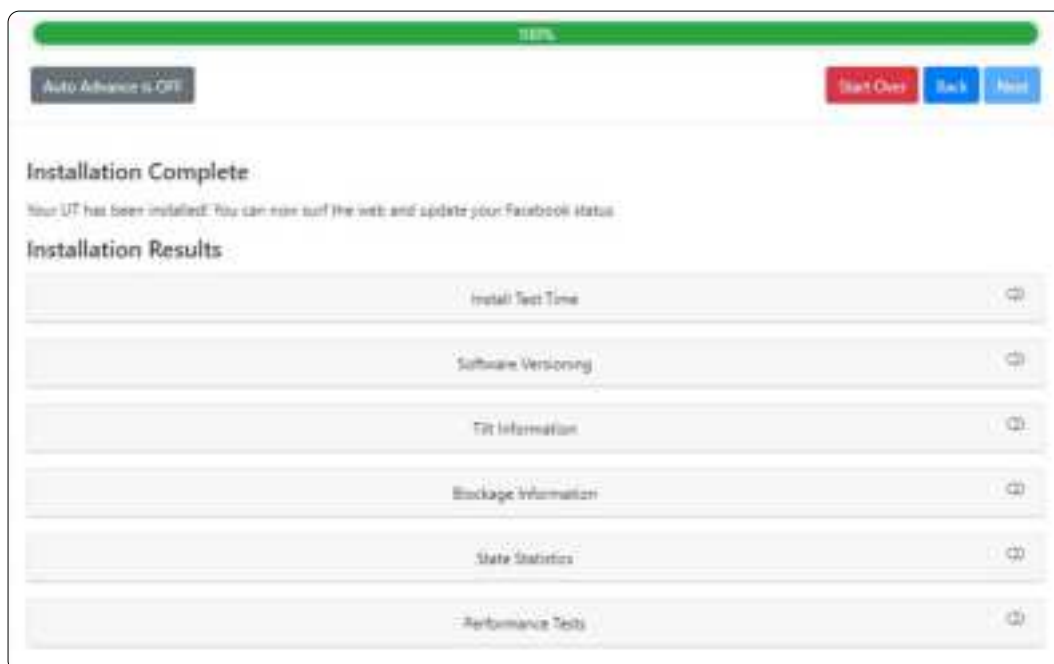 100%
Auto Advance is OFF
Start Over Back Next
Installation Complete
Your UT has been installed! You can now surf the web and update your Facebook status
Installation Results
Install Test Time
Software Versioning
Tilt Information
Blockage Information
State Statistics
Performance Tests